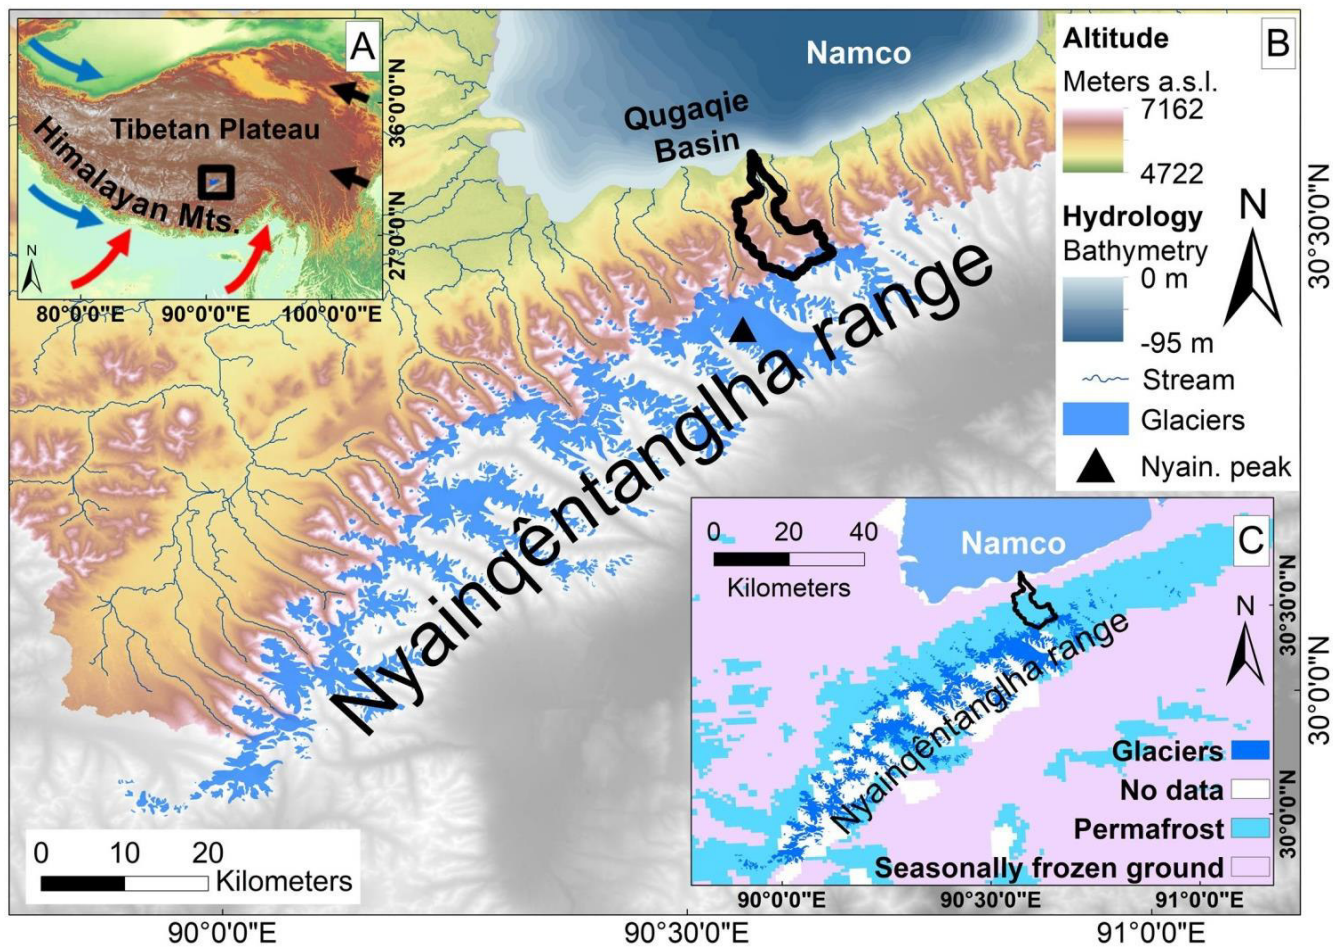 A
Tibetan Plateau
Himalayan Mts.
N
36°0'0"N
27°0'0"N
80°0'0"E
90°0'0"E
100°0'0"E
Namco
Qugaqie
Basin
Nyainqêntanglha range
B
Altitude
Meters a.s.l.
7162
4722
Hydrology
Bathymetry
0 m
-95 m
Stream
Glaciers
Nyain. peak
N
30°30'0"N
30°0'0"N
0 10 20
Kilometers
90°0'0"E
90°30'0"E
91°0'0"E
C
0 20 40
Kilometers
Namco
Nyainqêntanglha range
N
30°30'0"N
30°0'0"N
Glaciers
No data
Permafrost
Seasonally frozen ground
90°0'0"E
90°30'0"E
91°0'0"E